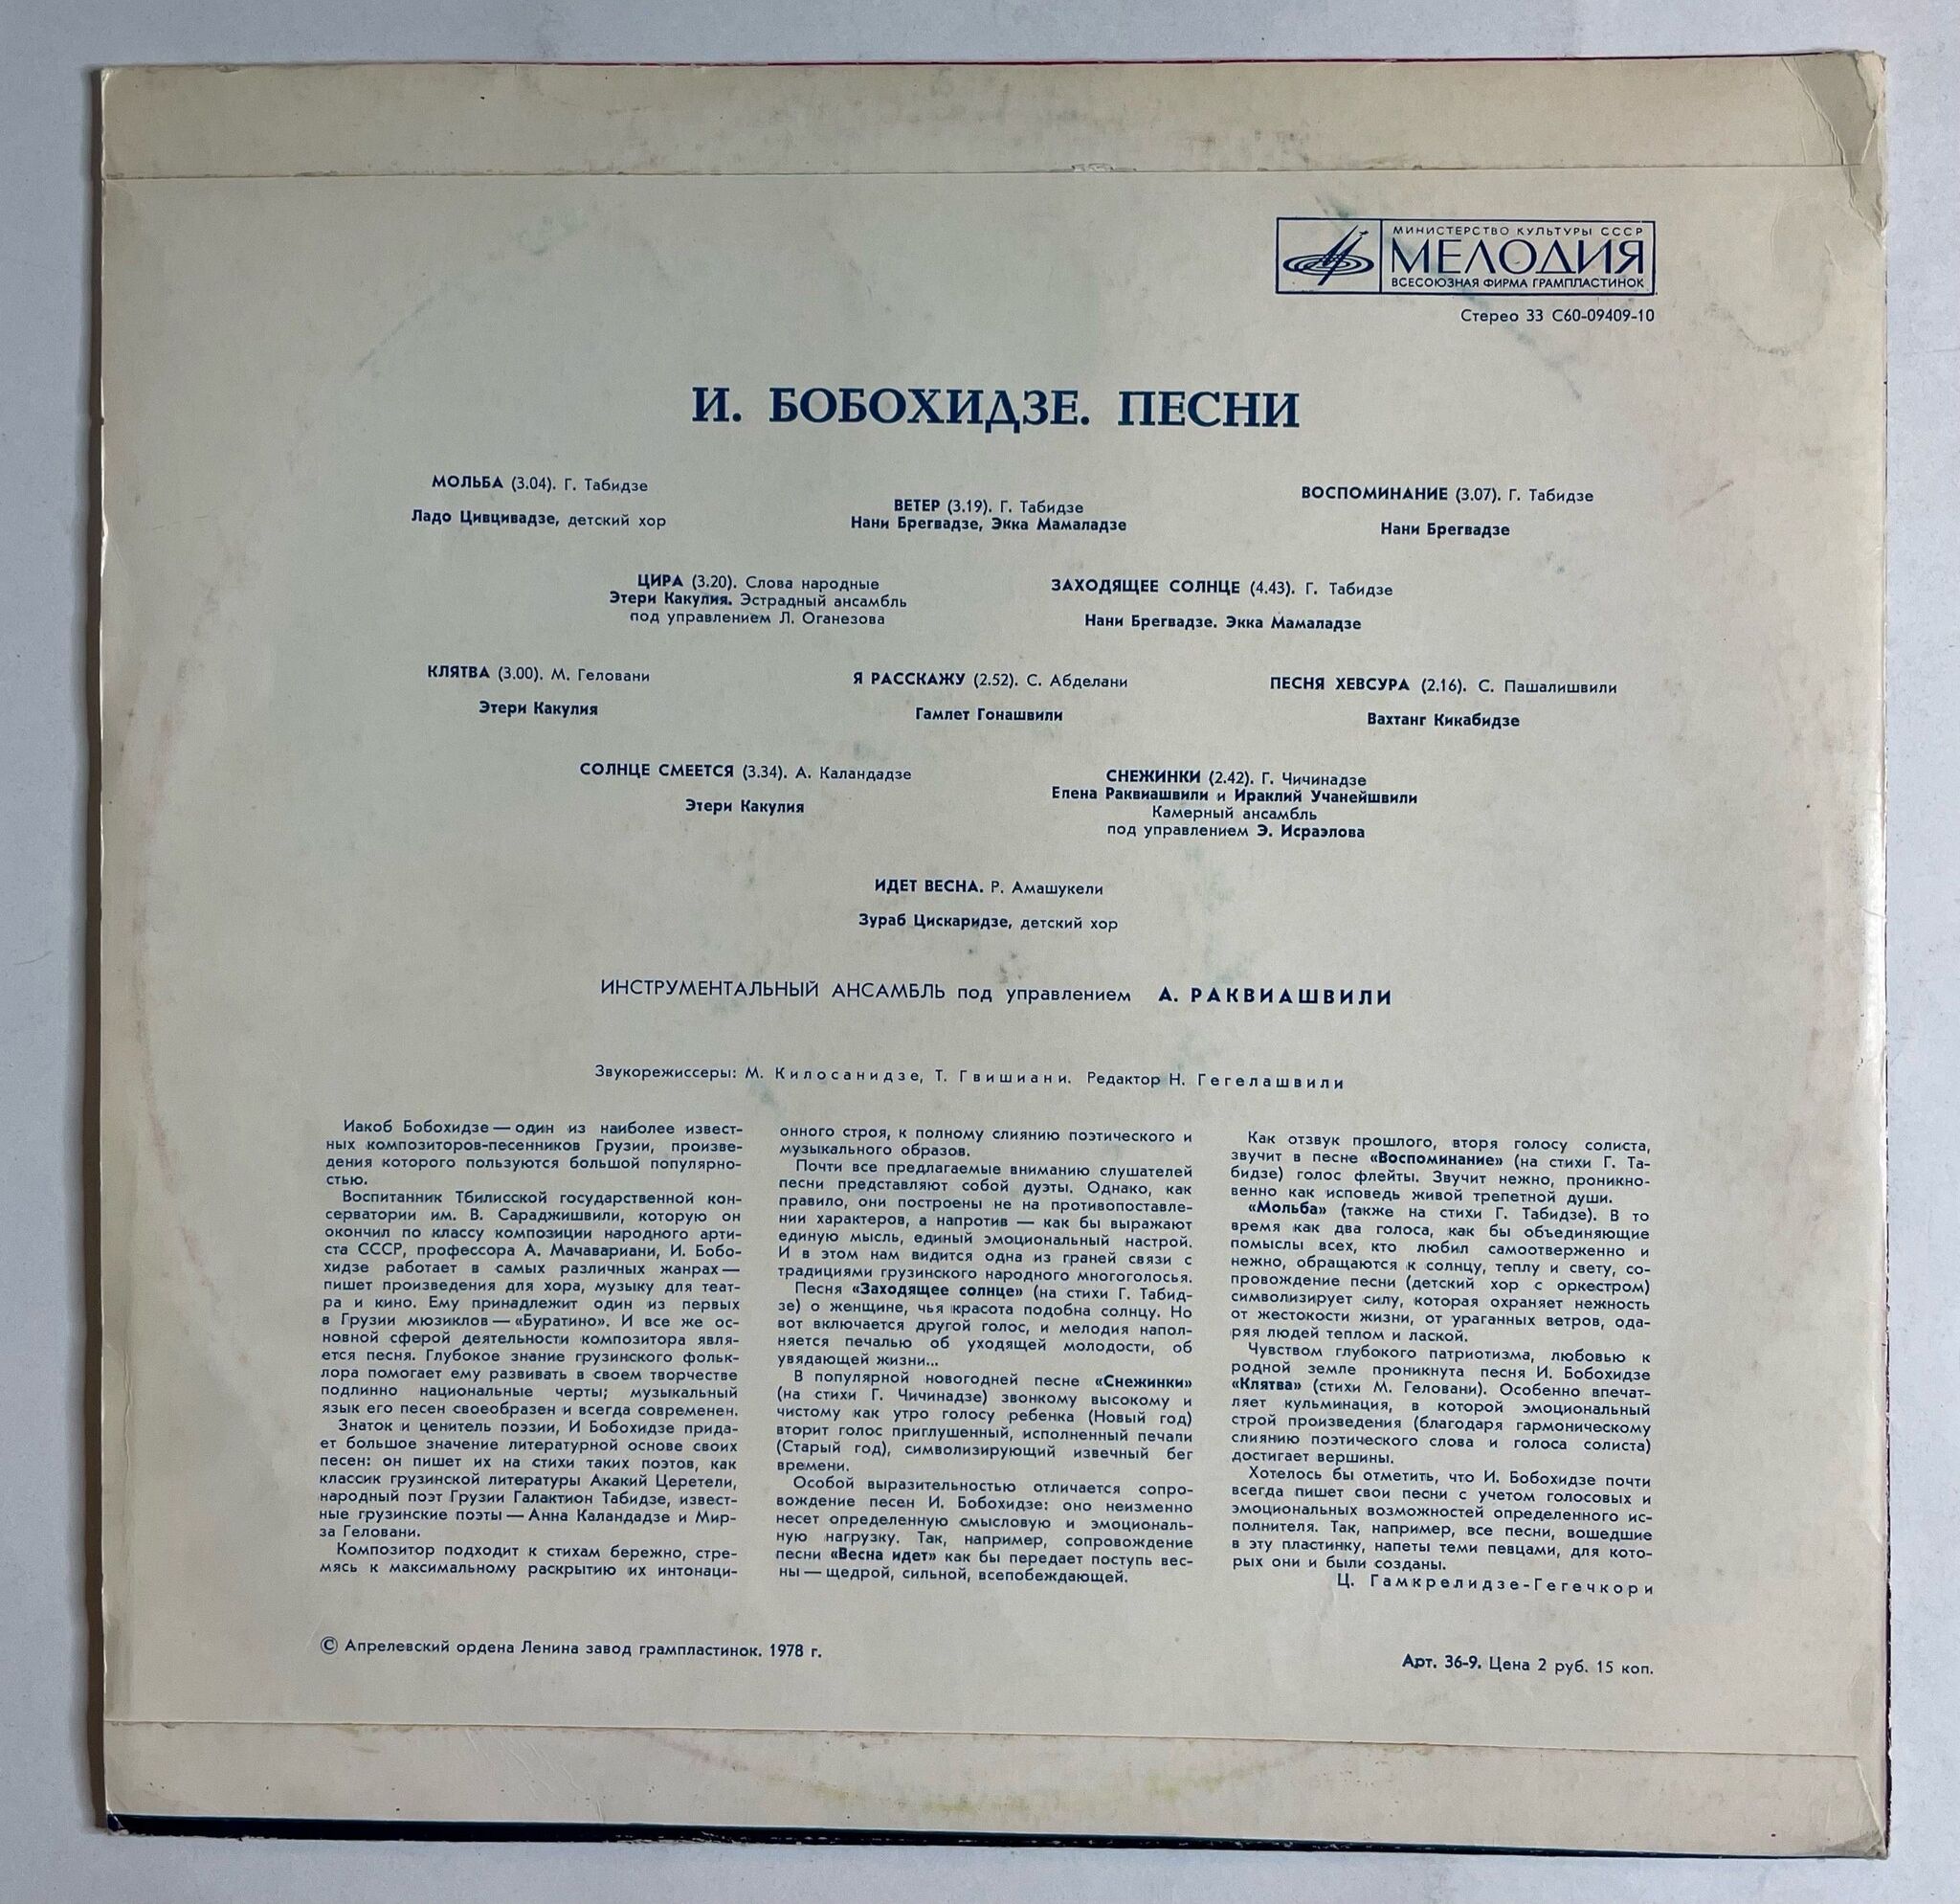 МИНИСТЕРСТВО КУЛЬТУРЫ СССР
МЕЛОДИЯ
ВСЕСОЮЗНАЯ ФИРМА ГРАМПЛАСТИНОК
Стерео 33 С60-09409-10
И. БОБОХИДЗЕ. ПЕСНИ
МОЛЬБА (3.04). Г. Табидзе
Ладо Цивцивадзе, детский хор
ВЕТЕР (3.19). Г. Табидзе
Нани Брегвадзе, Экка Мамаладзе
ВОСПОМИНАНИЕ (3.07). Г. Табидзе
Нани Брегвадзе
ЦИРА (3.20). Слова народные
Этери Какулия. Эстрадный ансамбль
под управлением Л. Оганезова
ЗАХОДЯЩЕЕ СОЛНЦЕ (4.43). Г. Табидзе
Нани Брегвадзе. Экка Мамаладзе
КЛЯТВА (3.00). М. Геловани
Этери Какулия
Я РАССКАЖУ (2.52). С. Абделани
Гамлет Гонашвили
ПЕСНЯ ХЕВСУРА (2.16). С. Пашалишвили
Вахтанг Кикабидзе
СОЛНЦЕ СМЕЕТСЯ (3.34). А. Каландадзе
Этери Какулия
СНЕЖИНКИ (2.42). Г. Чичинадзе
Елена Раквиашвили и Ираклий Учанейшвили
Камерный ансамбль
под управлением Э. Исраэлова
ИДЕТ ВЕСНА. Р. Амашукели
Зураб Цискаридзе, детский хор
ИНСТРУМЕНТАЛЬНЫЙ АНСАМБЛЬ под управлением А. РАКВИАШВИЛИ
Звукорежиссеры: М. Килосанидзе, Т. Гвишиани. Редактор Н. Гегелашвили
Иакоб Бобохидзе — один из наиболее извест-
ных композиторов-песенников Грузии, произве-
дения которого пользуются большой популярно-
стью.
Воспитанник Тбилисской государственной кон-
серватории им. В. Сараджишвили, которую он
окончил по классу композиции народного арти-
ста СССР, профессора А. Мачавариани, И. Бобо-
хидзе работает в самых различных жанрах —
пишет произведения для хора, музыку для теат-
ра и кино. Ему принадлежит один из первых
в Грузии мюзиклов — «Буратино». И все же ос-
новной сферой деятельности композитора явля-
ется песня. Глубокое знание грузинского фольк-
лора помогает ему развивать в своем творчестве
подлинно национальные черты; музыкальный
язык его песен своеобразен и всегда современен.
Знаток и ценитель поэзии, И Бобохидзе прида-
ет большое значение литературной основе своих
песен: он пишет их на стихи таких поэтов, как
классик грузинской литературы Акакий Церетели,
народный поэт Грузии Галактион Табидзе, извест-
ные грузинские поэты — Анна Каландадзе и Мир-
за Геловани.
Композитор подходит к стихам бережно, стре-
мясь к максимальному раскрытию их интонаци-
онного строя, к полному слиянию поэтического и
музыкального образов.
Почти все предлагаемые вниманию слушателей
песни представляют собой дуэты. Однако, как
правило, они построены не на противопоставле-
нии характеров, а напротив — как бы выражают
единую мысль, единый эмоциональный настрой.
И в этом нам видится одна из граней связи с
традициями грузинского народного многоголосья.
Песня «Заходящее солнце» (на стихи Г. Табид-
зе) о женщине, чья красота подобна солнцу. Но
вот включается другой голос, и мелодия напол-
няется печалью об уходящей молодости, об
увядающей жизни...
В популярной новогодней песне «Снежинки»
(на стихи Г. Чичинадзе) звонкому высокому и
чистому как утро голосу ребенка (Новый год)
вторит голос приглушенный, исполненный печали
(Старый год), символизирующий извечный бег
времени.
Особой выразительностью отличается сопро-
вождение песен И. Бобохидзе: оно неизменно
несет определенную смысловую и эмоциональ-
ную нагрузку. Так, например, сопровождение
песни «Весна идет» как бы передает поступь вес-
ны — щедрой, сильной, всепобеждающей.
Как отзвук прошлого, вторя голосу солиста,
звучит в песне «Воспоминание» (на стихи Г. Та-
бидзе) голос флейты. Звучит нежно, проникно-
венно как исповедь живой трепетной души.
«Мольба» (также на стихи Г. Табидзе). В то
время как два голоса, как бы объединяющие
помыслы всех, кто любил самоотверженно и
нежно, обращаются к солнцу, теплу и свету, со-
провождение песни (детский хор с оркестром)
символизирует силу, которая охраняет нежность
от жестокости жизни, от ураганных ветров, ода-
ряя людей теплом и лаской.
Чувством глубокого патриотизма, любовью к
родной земле проникнута песня И. Бобохидзе
«Клятва» (стихи М. Геловани). Особенно впечат-
ляет кульминация, в которой эмоциональный
строй произведения (благодаря гармоническому
слиянию поэтического слова и голоса солиста)
достигает вершины.
Хотелось бы отметить, что И. Бобохидзе почти
всегда пишет свои песни с учетом голосовых и
эмоциональных возможностей определенного ис-
полнителя. Так, например, все песни, вошедшие
в эту пластинку, напеты теми певцами, для кото-
рых они и были созданы.
Ц. Гамкрелидзе-Гегечкори
© Апрелевский ордена Ленина завод грампластинок. 1978 г.
Арт. 36-9. Цена 2 руб. 15 коп.